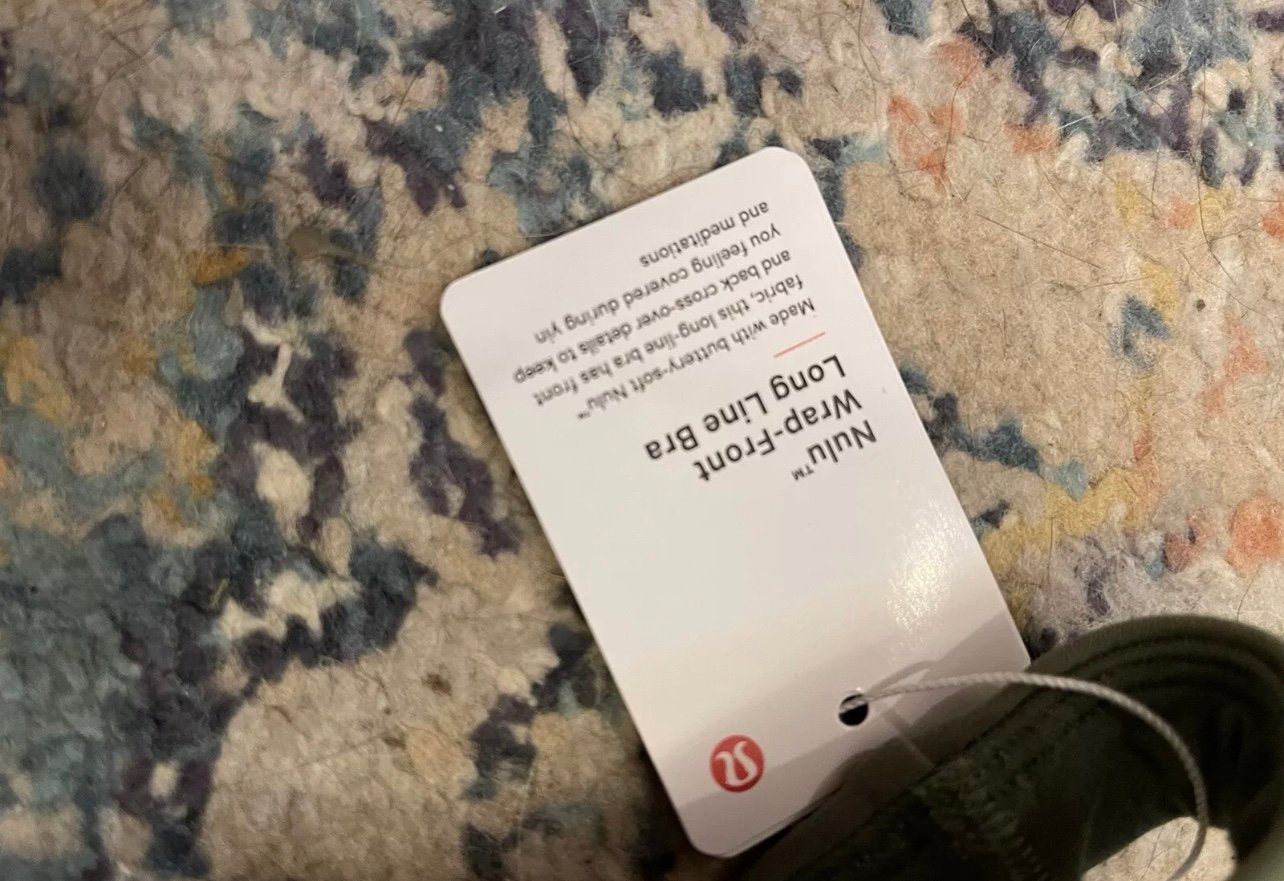 Nulu™
Wrap-Front
Long Line Bra
Made with buttery-soft Nulu™
fabric, this long-line bra has front
and back cross-over details to keep
you feeling covered during yin
and meditations